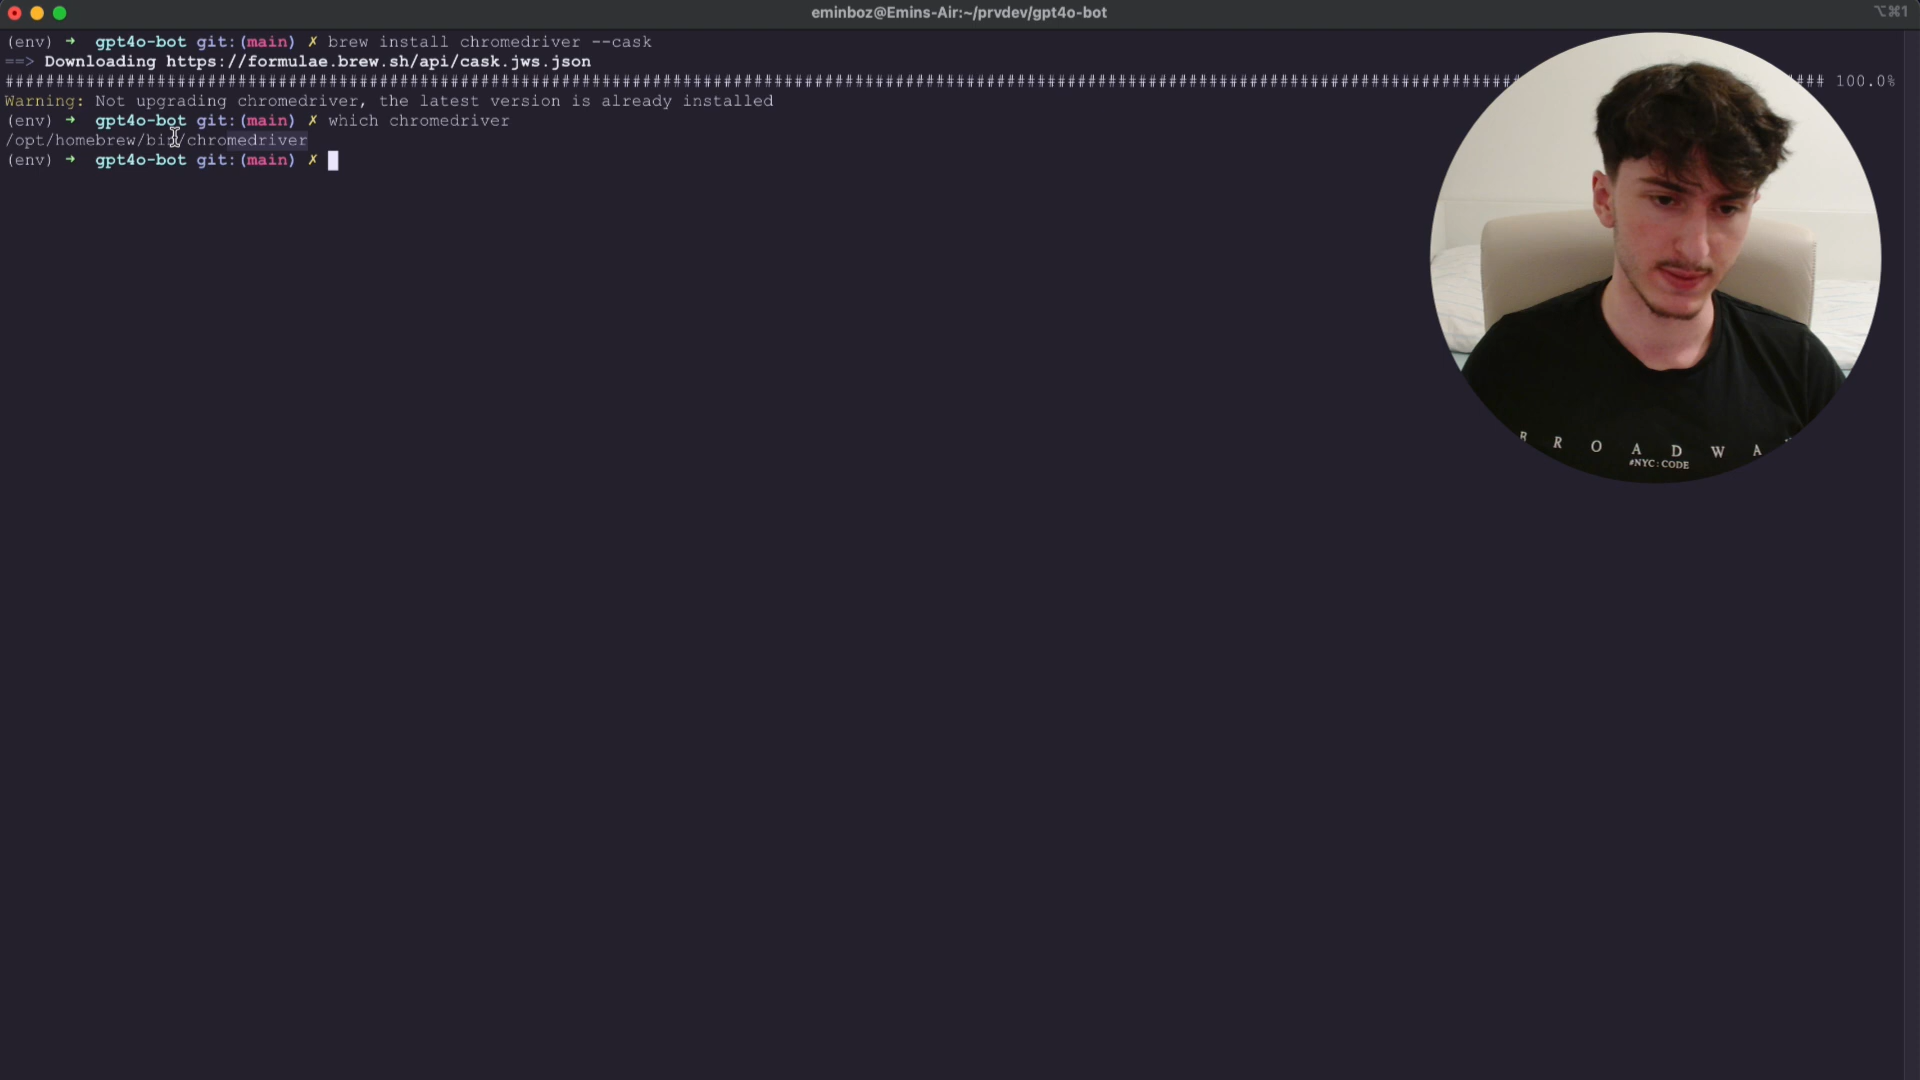 eminboz@Emins-Air:~/prvdev/gpt4o-bot
⌥⌘1
(env) ➜ gpt4o-bot git:(main) ✗ brew install chromedriver --cask
==> Downloading https://formulae.brew.sh/api/cask.jws.json
######################################################################## 100.0%
Warning: Not upgrading chromedriver, the latest version is already installed
(env) ➜ gpt4o-bot git:(main) ✗ which chromedriver
/opt/homebrew/bin/chromedriver
(env) ➜ gpt4o-bot git:(main) ✗
BROADWA
#NYC:CODE